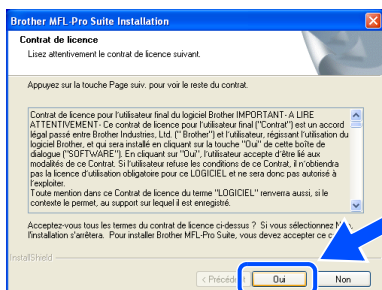 Brother MFL-Pro Suite Installation
Contrat de licence
Lisez attentivement le contrat de licence suivant.
Appuyez sur la touche Page suiv. pour voir le reste du contrat.
Contrat de licence pour l'utilisateur final du logiciel Brother IMPORTANT- A LIRE
ATTENTIVEMENT- Ce contrat de licence pour l'utilisateur final ("Contrat") est un accord
légal passé entre Brother Industries, Ltd. (" Brother") et l'utilisateur, régissant l'utilisation du
logiciel Brother, et qui sera installé en cliquant sur la touche "Oui" de cette boîte de
dialogue ("SOFTWARE"). En cliquant sur "Oui", l'utilisateur accepte d'être lié aux
modalités de ce Contrat. Si l'utilisateur refuse les conditions de ce Contrat, il n'obtiendra
pas la licence d'utilisation obligatoire pour ce LOGICIEL et ne sera donc pas autorisé à
l'exploiter.
Toute mention dans ce Contrat de licence du terme "LOGICIEL" renverra aussi, si le
contexte le permet, au support sur lequel il est enregistré.
Acceptez-vous tous les termes du contrat de licence ci-dessus ? Si vous sélectionnez
l'installation s'arrêtera. Pour installer Brother MFL-Pro Suite, vous devez accepter ce
InstallShield
< Précédent
Oui
Non